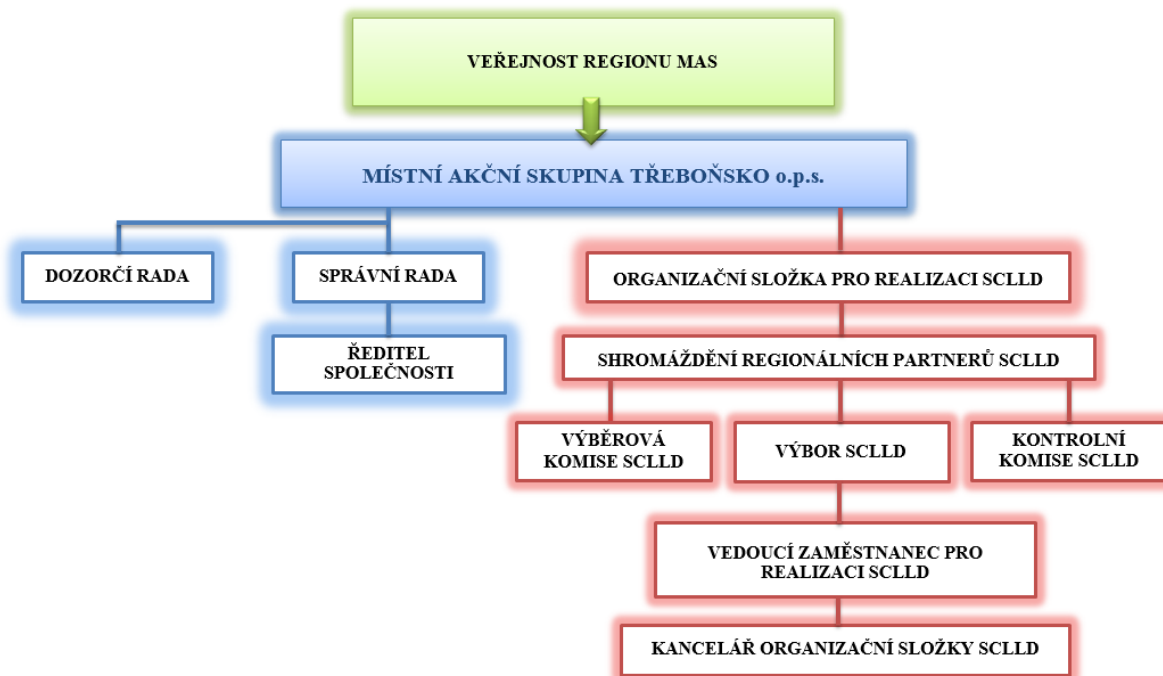 VEŘEJNOST REGIONU MAS
MÍSTNÍ AKČNÍ SKUPINA TŘEBOŇSKO o.p.s.
DOZORČÍ RADA
SPRÁVNÍ RADA
ORGANIZAČNÍ SLOŽKA PRO REALIZACI SCLLD
ŘEDITEL
SPOLEČNOSTI
SHROMÁŽDĚNÍ REGIONÁLNÍCH PARTNERŮ SCLLD
VÝBĚROVÁ
KOMISE SCLLD
VÝBOR SCLLD
KONTROLNÍ
KOMISE SCLLD
VEDOUCÍ ZAMĚSTNANEC PRO
REALIZACI SCLLD
KANCELÁŘ ORGANIZAČNÍ SLOŽKY SCLLD